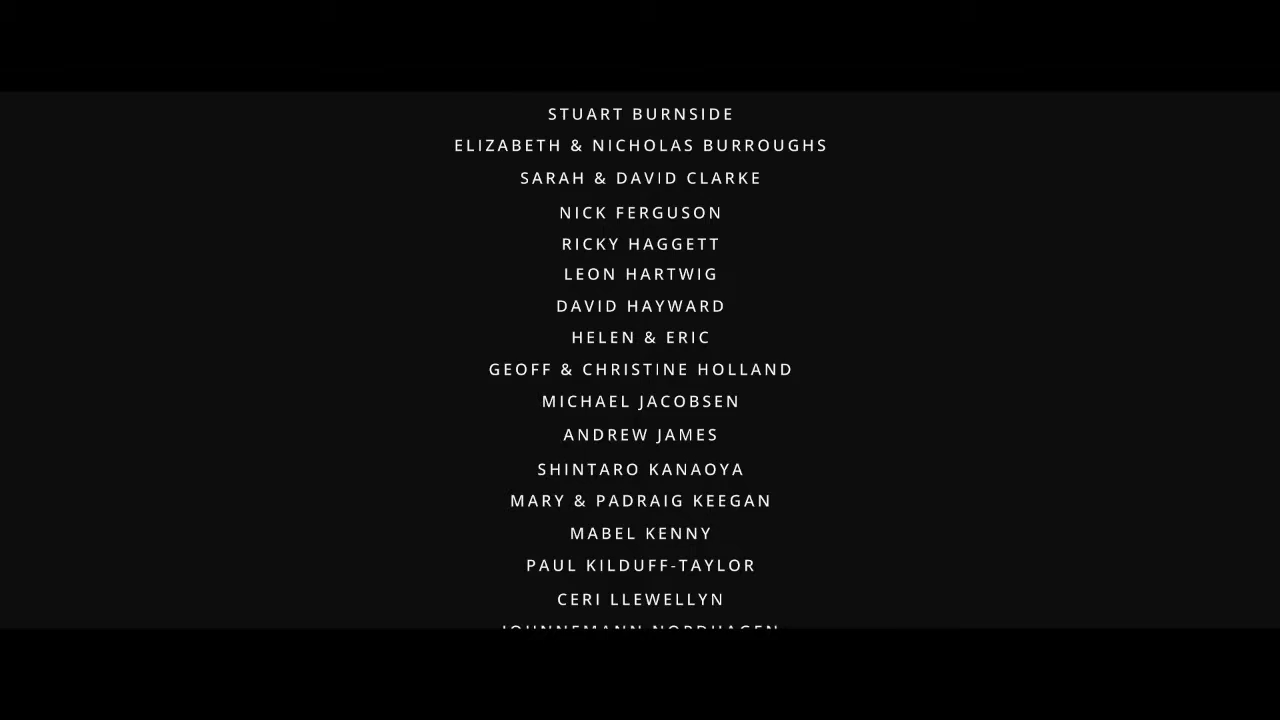 STUART BURNSIDE
ELIZABETH & NICHOLAS BURROUGHS
SARAH & DAVID CLARKE
NICK FERGUSON
RICKY HAGGETT
LEON HARTWIG
DAVID HAYWARD
HELEN & ERIC
GEOFF & CHRISTINE HOLLAND
MICHAEL JACOBSEN
ANDREW JAMES
SHINTARO KANAOYA
MARY & PADRAIG KEEGAN
MABEL KENNY
PAUL KILDUFF-TAYLOR
CERI LLEWELLYN